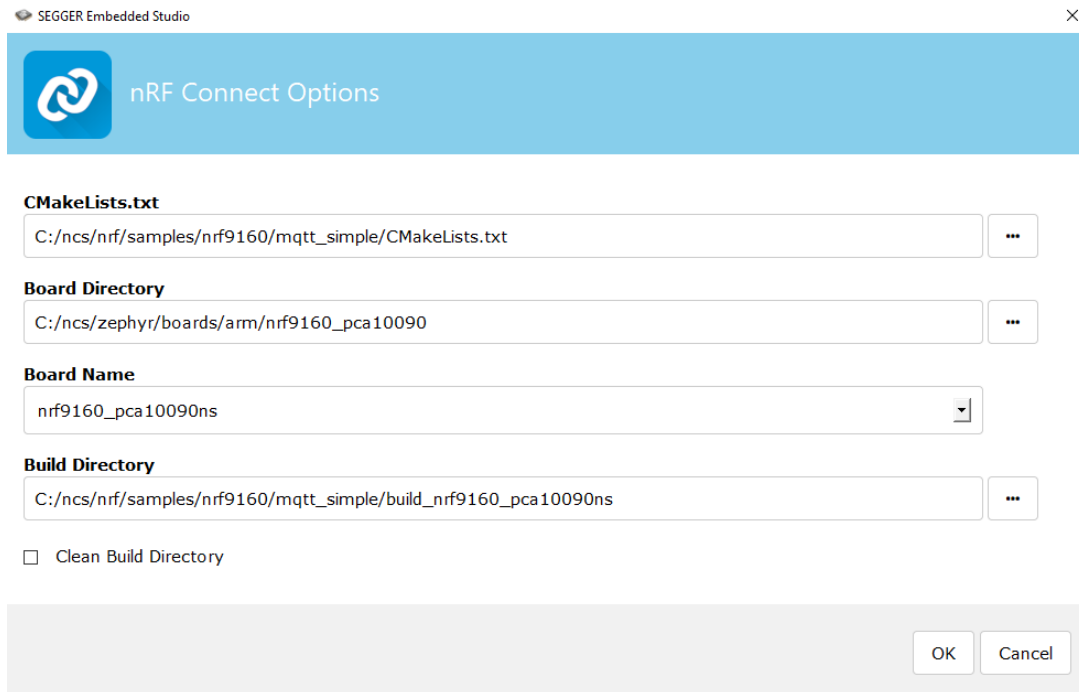 SEGGER Embedded Studio
nRF Connect Options
CMakeLists.txt
C:/ncs/nrf/samples/nrf9160/mqtt_simple/CMakeLists.txt
Board Directory
C:/ncs/zephyr/boards/arm/nrf9160_pca10090
Board Name
nrf9160_pca10090ns
Build Directory
C:/ncs/nrf/samples/nrf9160/mqtt_simple/build_nrf9160_pca10090ns
Clean Build Directory
OK Cancel